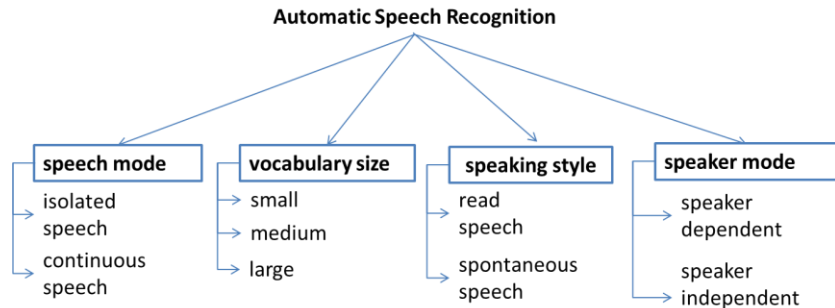 Automatic Speech Recognition
speech mode
isolated
speech
continuous
speech
vocabulary size
small
medium
large
speaking style
read
speech
spontaneous
speech
speaker mode
speaker
dependent
speaker
independent